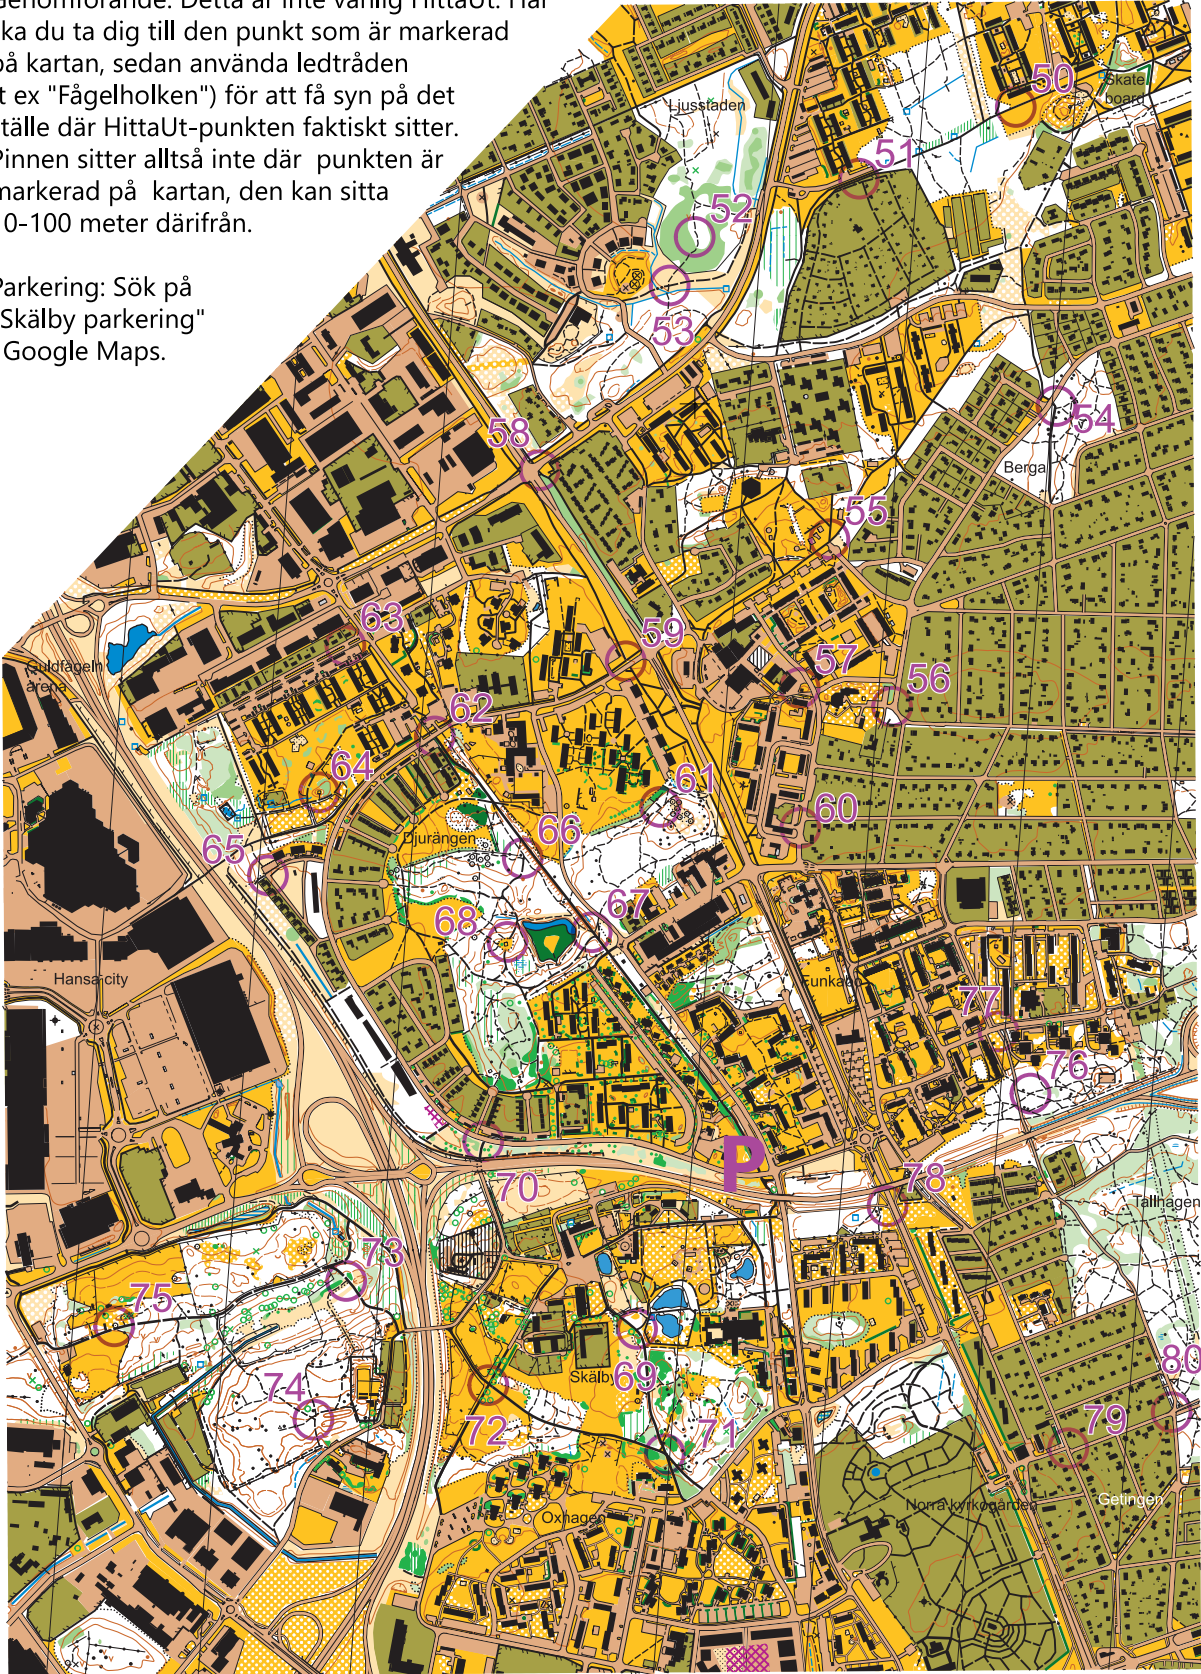 Genomförande: Detta är inte vanlig HittaUt. Här
ka du ta dig till den punkt som är markerad
på kartan, sedan använda ledtråden
t ex "Fågelholken") för att få syn på det
tälle där HittaUt-punkten faktiskt sitter.
Pinnen sitter alltså inte där punkten är
markerad på kartan, den kan sitta
0-100 meter därifrån.
Parkering: Sök på
"Skälby parkering"
Google Maps.
Ljusstaden
50
Skate
board
51
52
53
54
58
Berga
55
63
59
Guldfågeln
arena
57
56
62
64
61
60
Djurängen
66
65
67
68
Hansa city
Funkabo
77
76
P
70
78
Tallhagen
73
75
69
Skälby
80
74
72
71
79
Oxhagen
Norra kyrkogården
Getingen